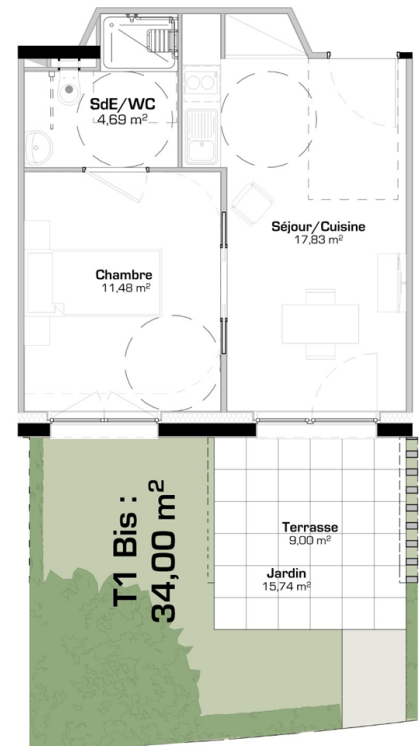 SdE/WC
4,69 m²
Séjour/Cuisine
17,83 m²
Chambre
11,48 m²
T1 Bis :
34,00 m²
Terrasse
9,00 m²
Jardin
15,74 m²